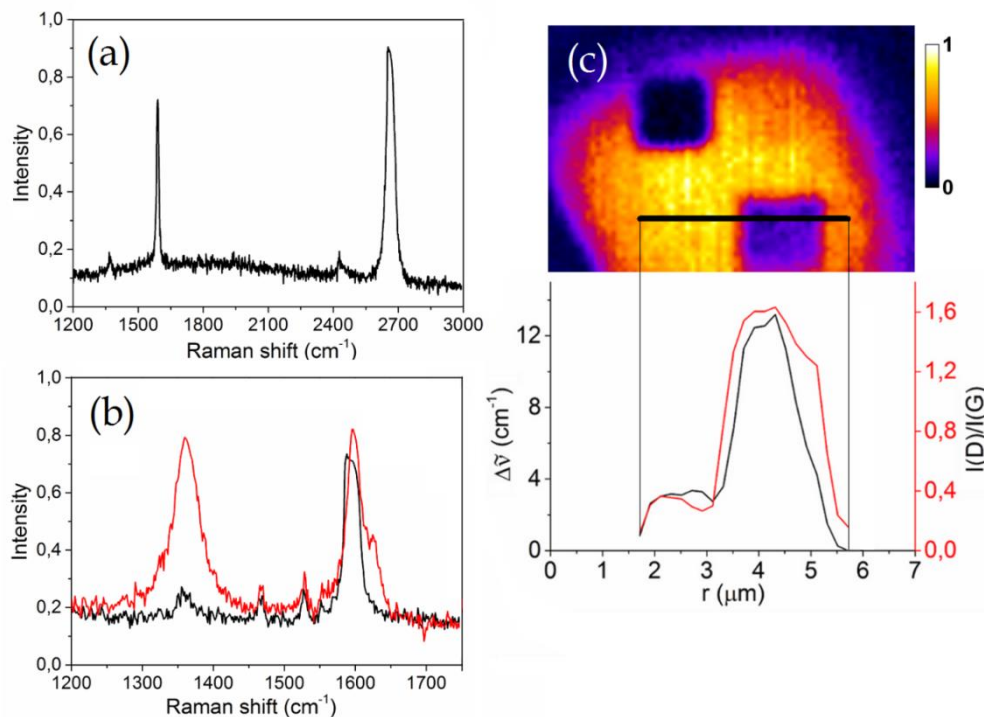 (a)
1,0
0,8
0,6
0,4
0,2
0,0
Intensity
1200 1500 1800 2100 2400 2700 3000
Raman shift (cm⁻¹)
(b)
1,0
0,8
0,6
0,4
0,2
0,0
Intensity
1200 1300 1400 1500 1600 1700
Raman shift (cm⁻¹)
(c)
1
0
12
8
4
0
Δṽ (cm⁻¹)
1,6
1,2
0,8
0,4
0,0
I(D)/I(G)
0 1 2 3 4 5 6 7
r (μm)